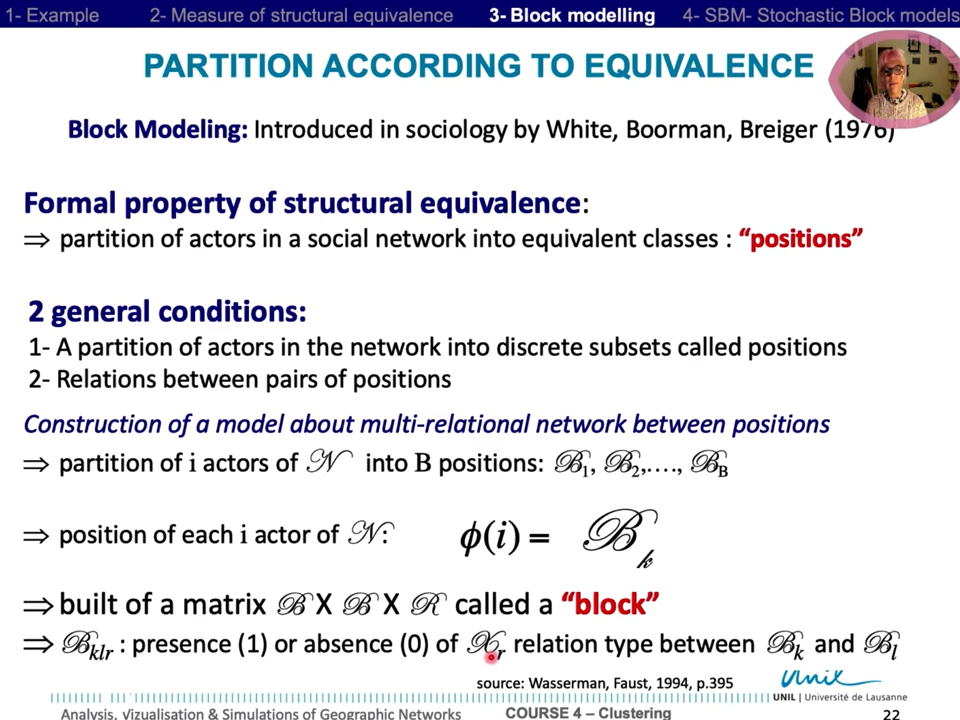 1- Example 2- Measure of structural equivalence 3- Block modelling 4- SBM- Stochastic Block models
PARTITION ACCORDING TO EQUIVALENCE
Block Modeling: Introduced in sociology by White, Boorman, Breiger (1976)
Formal property of structural equivalence:
⇒ partition of actors in a social network into equivalent classes : “positions”
2 general conditions:
1- A partition of actors in the network into discrete subsets called positions
2- Relations between pairs of positions
Construction of a model about multi-relational network between positions
⇒ partition of i actors of 𝒩 into B positions: ℬ₁, ℬ₂,…., ℬ_B
⇒ position of each i actor of 𝒩: ϕ(i) = ℬ_k
⇒ built of a matrix ℬ X ℬ X ℛ called a “block”
⇒ ℬ_klr : presence (1) or absence (0) of 𝒳_r relation type between ℬ_k and ℬ_l
source: Wasserman, Faust, 1994, p.395
Unil
UNIL | Université de Lausanne
Analysis, Vizualisation & Simulations of Geographic Networks COURSE 4 – Clustering 22